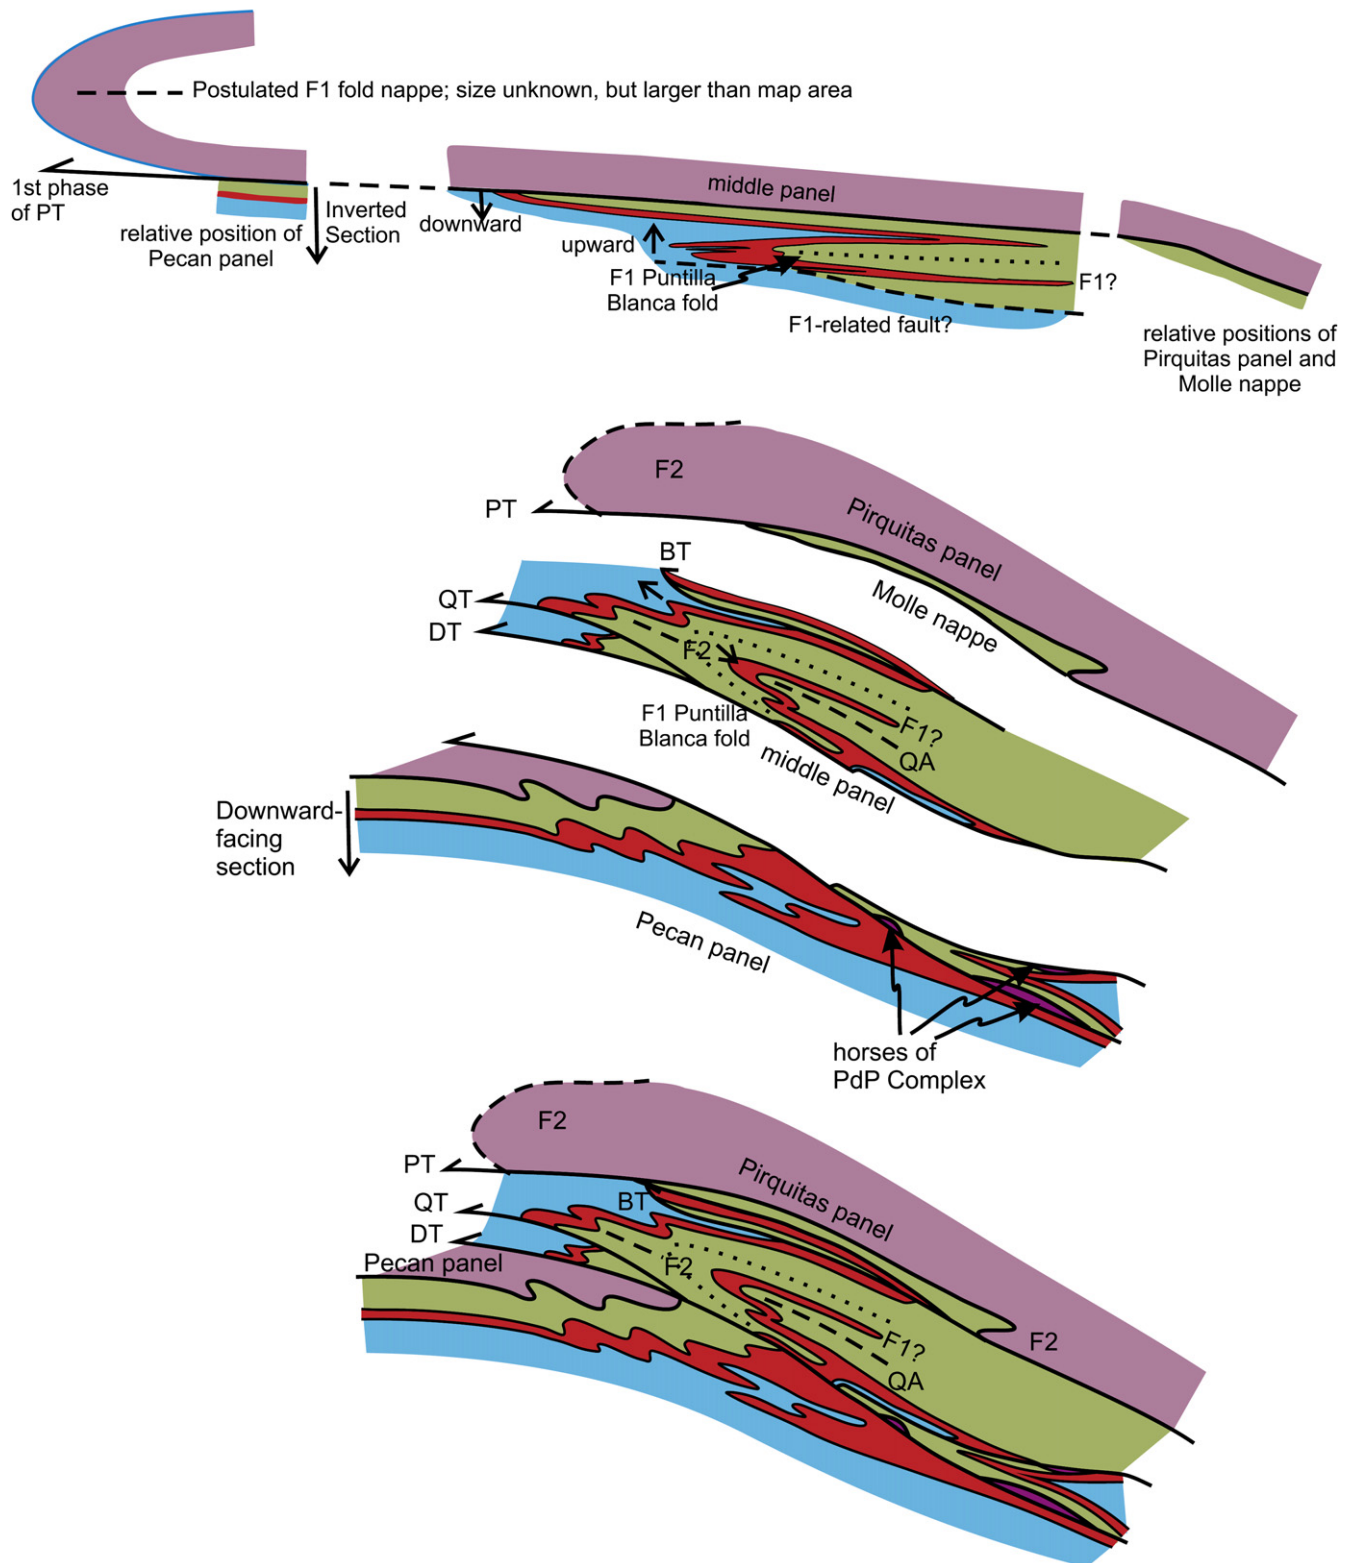 Postulated F1 fold nappe; size unknown, but larger than map area
1st phase
of PT
relative position of
Pecan panel
Inverted
Section
downward
middle panel
upward
F1 Puntilla
Blanca fold
F1?
F1-related fault?
relative positions of
Pirquitas panel and
Molle nappe
F2
PT
Pirquitas panel
BT
Molle nappe
QT
DT
F2
F1 Puntilla
Blanca fold
F1?
QA
middle panel
Downward-
facing
section
Pecan panel
horses of
PdP Complex
F2
PT
Pirquitas panel
QT
BT
DT
Pecan panel
F2
F1?
F2
QA